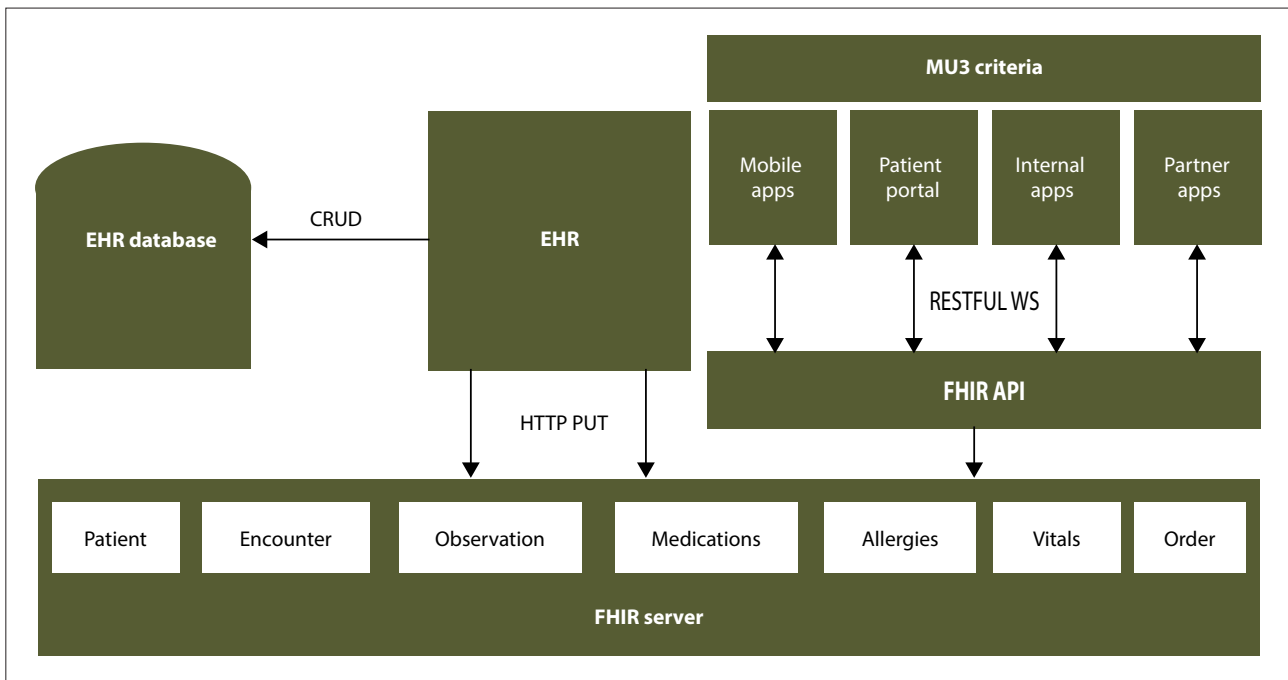 MU3 criteria
Mobile
apps
Patient
portal
Internal
apps
Partner
apps
EHR database
CRUD
EHR
RESTFUL WS
FHIR API
HTTP PUT
Patient
Encounter
Observation
Medications
Allergies
Vitals
Order
FHIR server